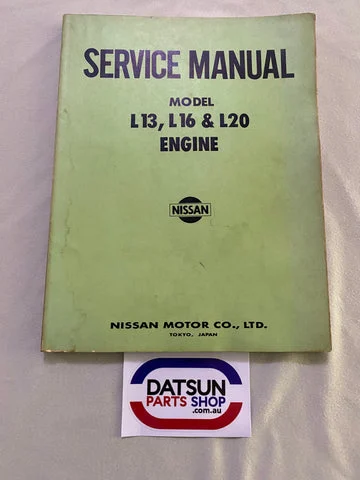 SERVICE MANUAL
MODEL
L13, L16 & L20
ENGINE
NISSAN
NISSAN MOTOR CO., LTD.
TOKYO, JAPAN
DATSUN
PARTS SHOP
.com.au